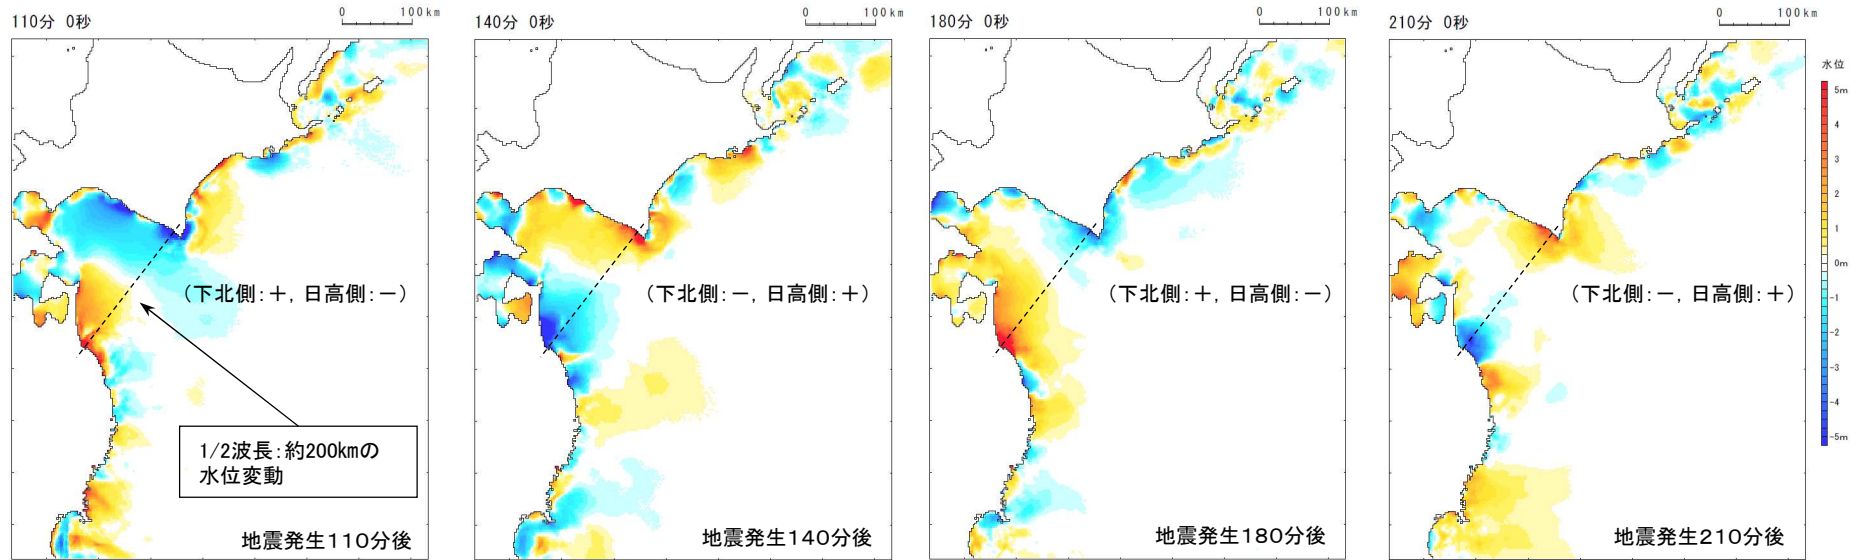 110分 0秒
0 100km
(下北側:＋, 日高側:－)
1/2波長:約200kmの
水位変動
地震発生110分後
140分 0秒
0 100km
(下北側:－, 日高側:＋)
地震発生140分後
180分 0秒
0 100km
(下北側:＋, 日高側:－)
地震発生180分後
210分 0秒
0 100km
(下北側:－, 日高側:＋)
地震発生210分後
水位
5m
4
3
2
1
0m
-1
-2
-3
-4
-5m